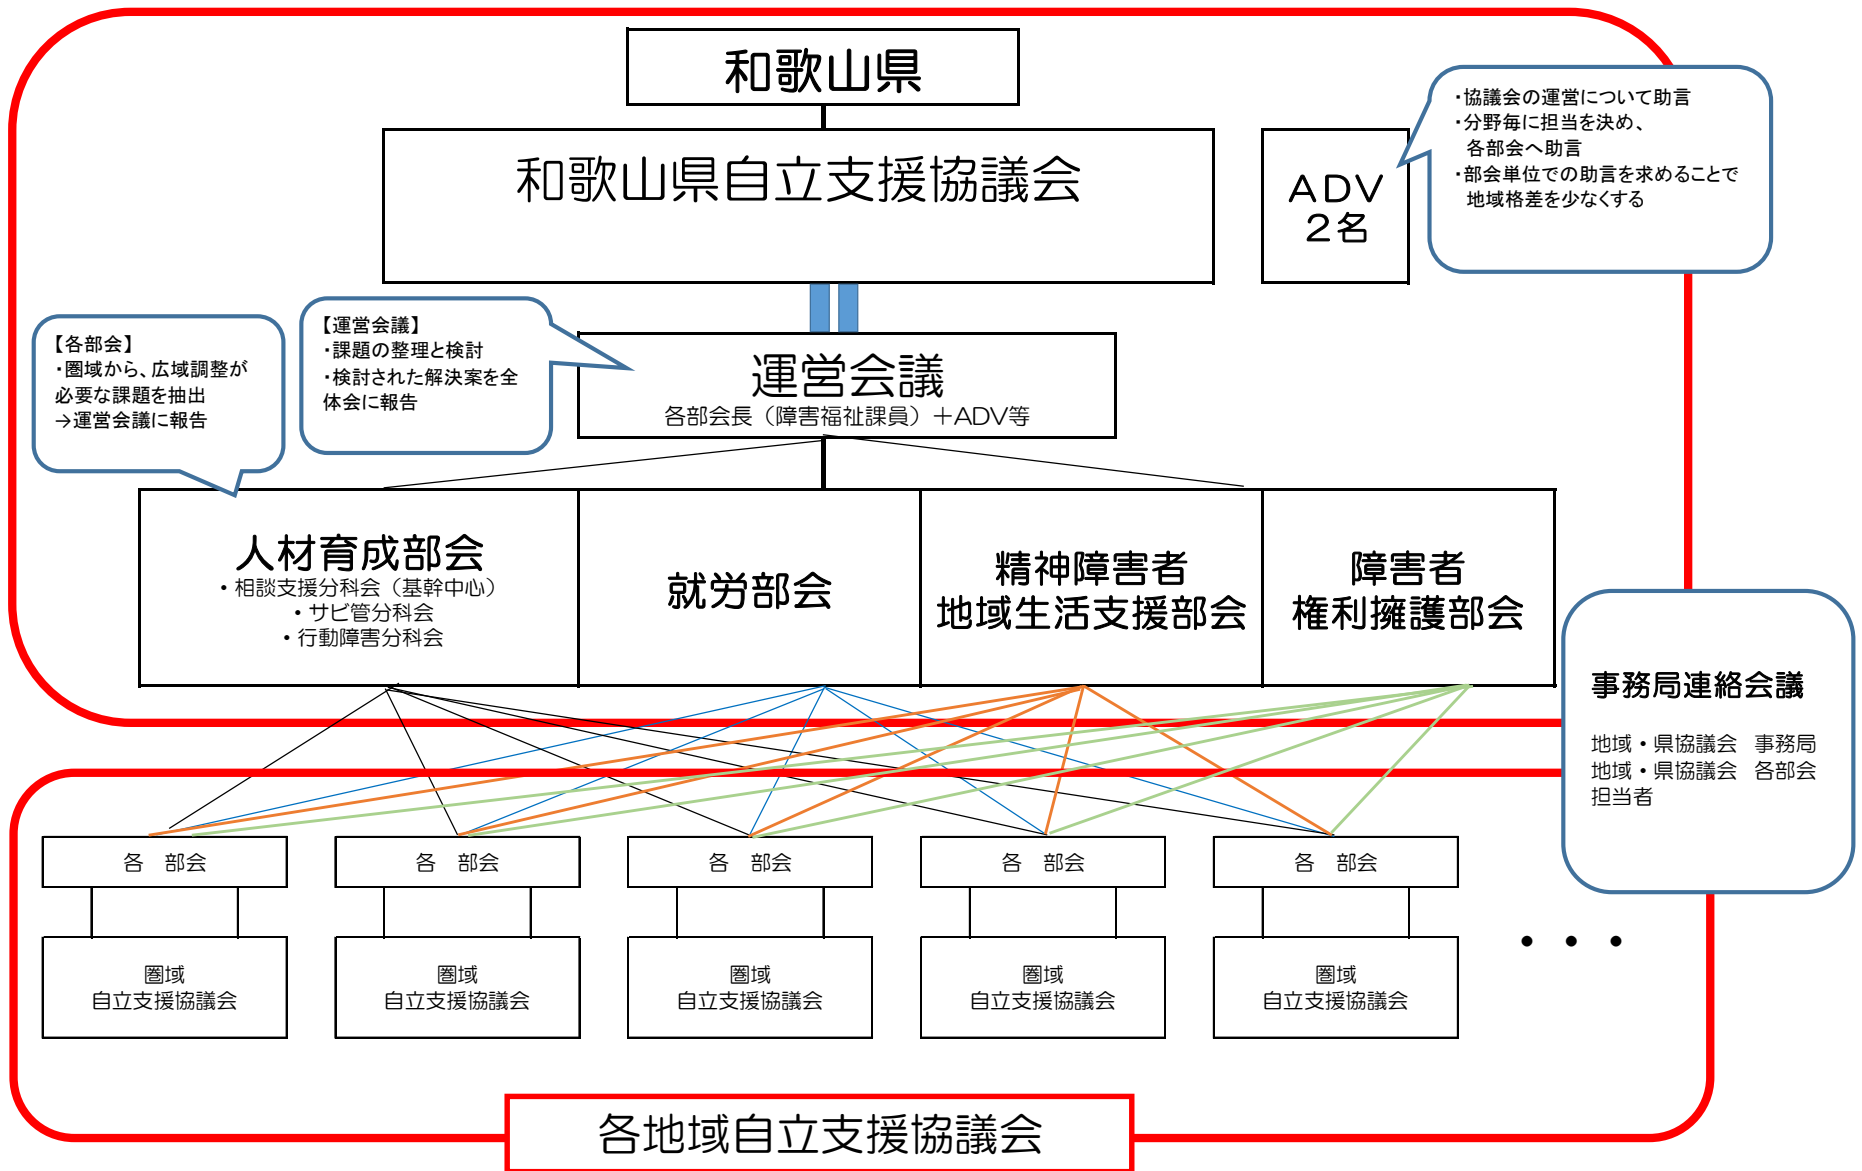 和歌山県
和歌山県自立支援協議会
ADV
2名
・協議会の運営について助言
・分野毎に担当を決め、
各部会へ助言
・部会単位での助言を求めることで
地域格差を少なくする
【各部会】
・圏域から、広域調整が
必要な課題を抽出
→運営会議に報告
【運営会議】
・課題の整理と検討
・検討された解決案を全
体会に報告
運営会議
各部会長（障害福祉課員）＋ADV等
人材育成部会
・相談支援分科会（基幹中心）
・サビ管分科会
・行動障害分科会
就労部会
精神障害者
地域生活支援部会
障害者
権利擁護部会
事務局連絡会議
地域・県協議会　事務局
地域・県協議会　各部会
担当者
各　部会
各　部会
各　部会
各　部会
各　部会
圏域
自立支援協議会
圏域
自立支援協議会
圏域
自立支援協議会
圏域
自立支援協議会
圏域
自立支援協議会
・・・
各地域自立支援協議会